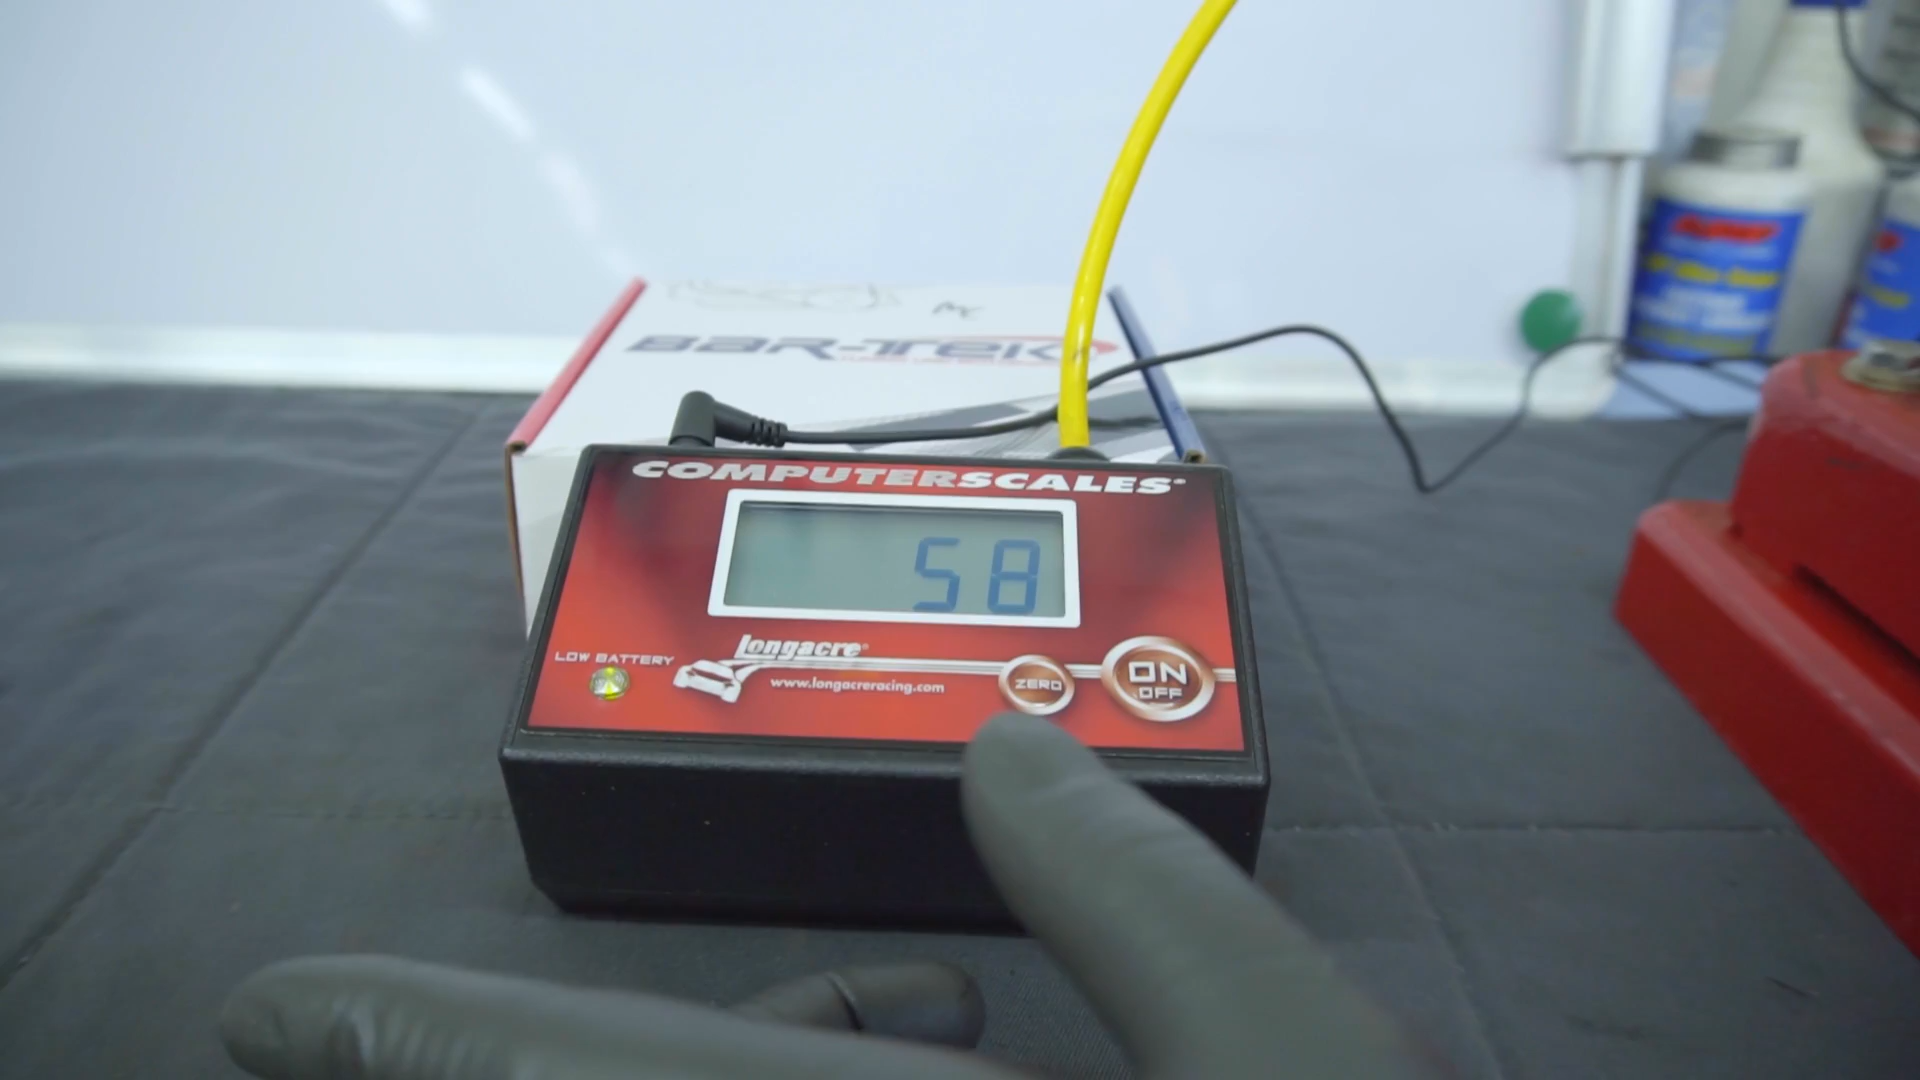 BAR-TEK
COMPUTERSCALES®
58
Longacre®
LOW BATTERY
www.longacreracing.com
ZERO
ON
OFF